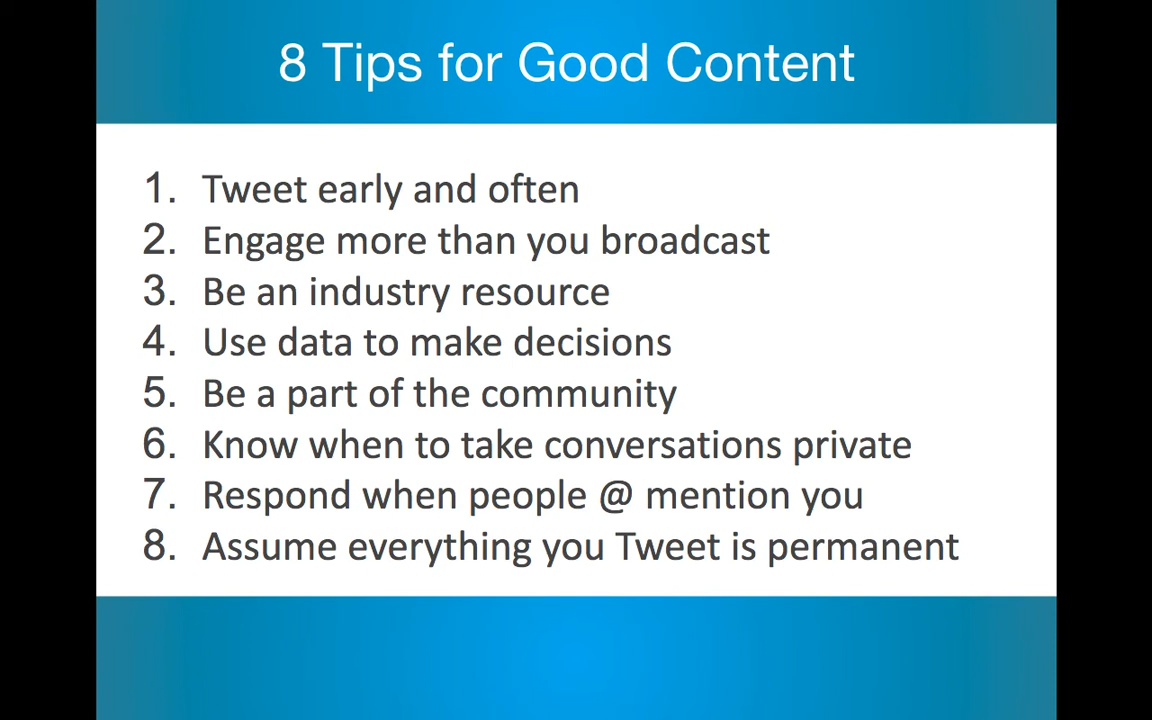 8 Tips for Good Content
1. Tweet early and often
2. Engage more than you broadcast
3. Be an industry resource
4. Use data to make decisions
5. Be a part of the community
6. Know when to take conversations private
7. Respond when people @ mention you
8. Assume everything you Tweet is permanent